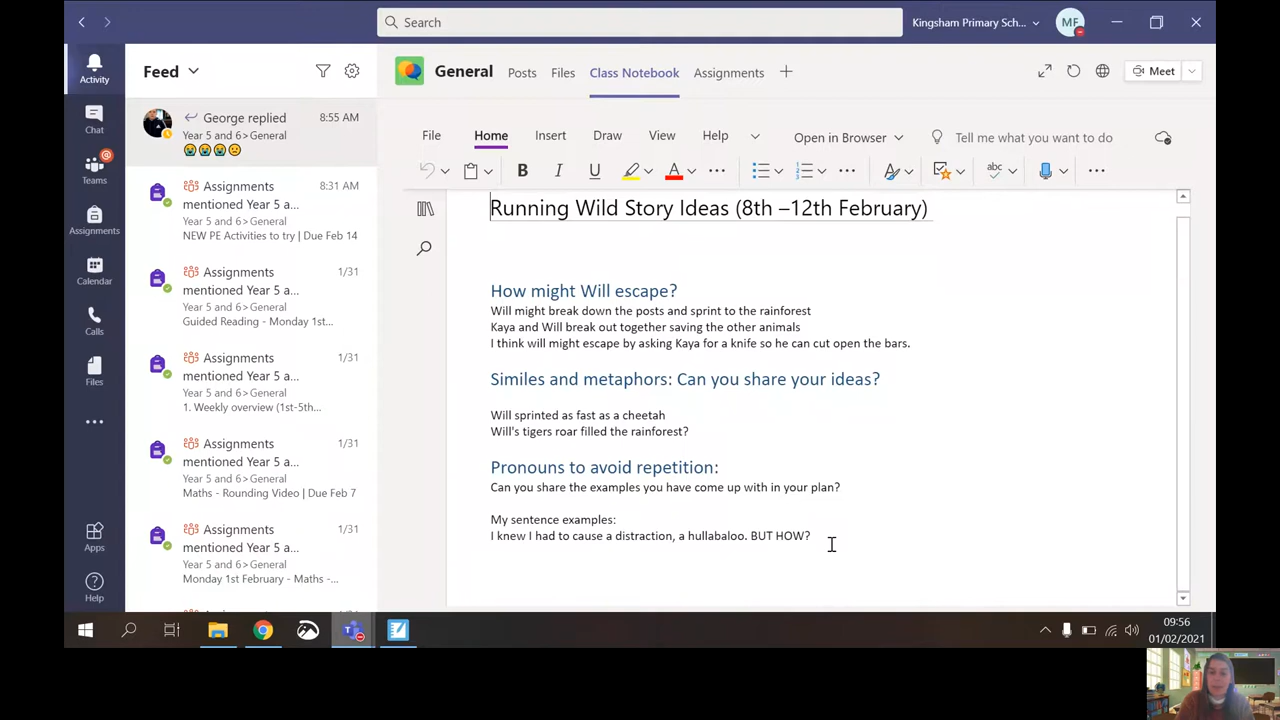 Search
Kingsham Primary Sch...
MF
Activity
Chat
Teams
Assignments
Calendar
Calls
Files
Apps
Help
Feed
George replied 8:55 AM
Year 5 and 6 > General
Assignments 8:31 AM
mentioned Year 5 a...
Year 5 and 6 > General
NEW PE Activities to try | Due Feb 14
Assignments 1/31
mentioned Year 5 a...
Year 5 and 6 > General
Guided Reading - Monday 1st...
Assignments 1/31
mentioned Year 5 a...
Year 5 and 6 > General
1. Weekly overview (1st-5th...
Assignments 1/31
mentioned Year 5 a...
Year 5 and 6 > General
Maths - Rounding Video | Due Feb 7
Assignments 1/31
mentioned Year 5 a...
Year 5 and 6 > General
Monday 1st February - Maths -...
General Posts Files Class Notebook Assignments + Meet
File Home Insert Draw View Help Open in Browser Tell me what you want to do
B I U A abc
Running Wild Story Ideas (8th –12th February)
How might Will escape?
Will might break down the posts and sprint to the rainforest
Kaya and Will break out together saving the other animals
I think will might escape by asking Kaya for a knife so he can cut open the bars.
Similes and metaphors: Can you share your ideas?
Will sprinted as fast as a cheetah
Will's tigers roar filled the rainforest?
Pronouns to avoid repetition:
Can you share the examples you have come up with in your plan?
My sentence examples:
I knew I had to cause a distraction, a hullabaloo. BUT HOW?
09:56
01/02/2021